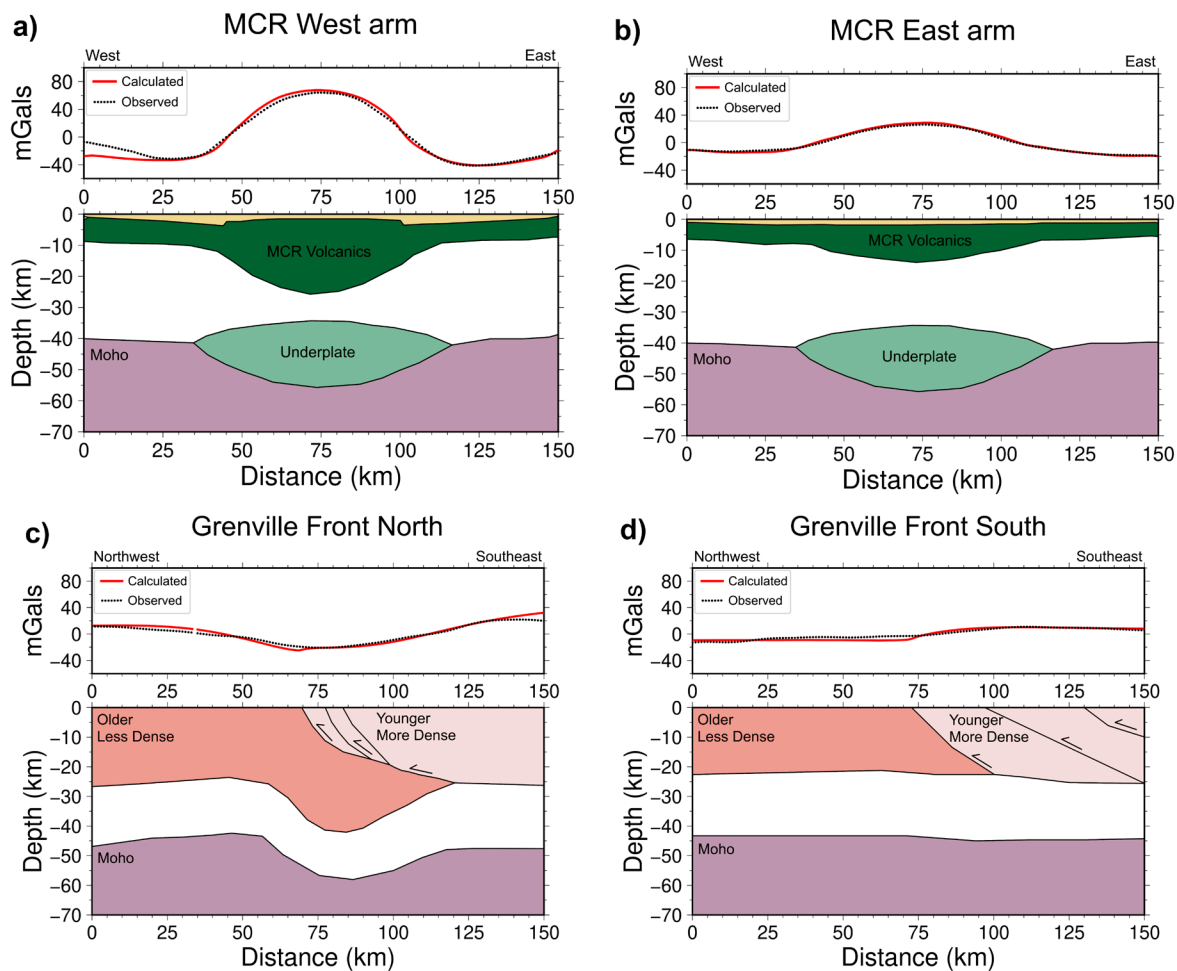 a)
MCR West arm
West
East
Calculated
Observed
mGals
80
40
0
−40
0 25 50 75 100 125 150
MCR Volcanics
Underplate
Moho
Depth (km)
0
−10
−20
−30
−40
−50
−60
−70
0 25 50 75 100 125 150
Distance (km)
b)
MCR East arm
West
East
Calculated
Observed
mGals
80
40
0
−40
0 25 50 75 100 125 150
MCR Volcanics
Underplate
Moho
Depth (km)
0
−10
−20
−30
−40
−50
−60
−70
0 25 50 75 100 125 150
Distance (km)
c)
Grenville Front North
Northwest
Southeast
Calculated
Observed
mGals
80
40
0
−40
0 25 50 75 100 125 150
Older
Less Dense
Younger
More Dense
Moho
Depth (km)
0
−10
−20
−30
−40
−50
−60
−70
0 25 50 75 100 125 150
Distance (km)
d)
Grenville Front South
Northwest
Southeast
Calculated
Observed
mGals
80
40
0
−40
0 25 50 75 100 125 150
Older
Less Dense
Younger
More Dense
Moho
Depth (km)
0
−10
−20
−30
−40
−50
−60
−70
0 25 50 75 100 125 150
Distance (km)